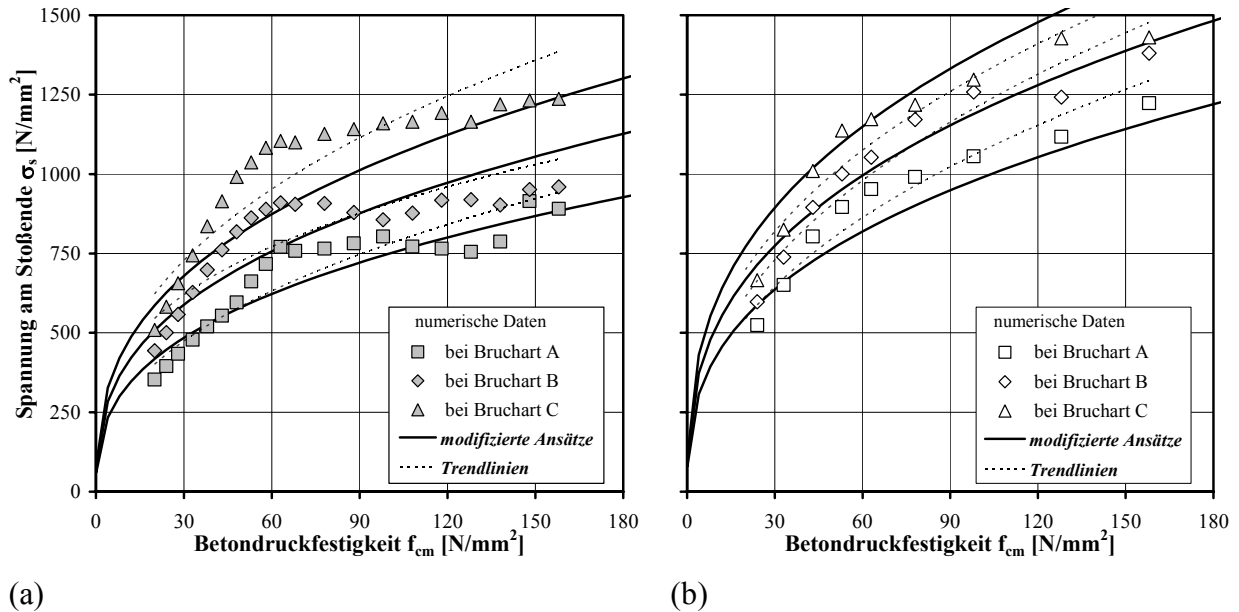 Spannung am Stoßende σs [N/mm²]
1500
1250
1000
750
500
250
0
numerische Daten
bei Bruchart A
bei Bruchart B
bei Bruchart C
modifizierte Ansätze
Trendlinien
0 30 60 90 120 150 180
Betondruckfestigkeit fcm [N/mm²]
(a)
numerische Daten
bei Bruchart A
bei Bruchart B
bei Bruchart C
modifizierte Ansätze
Trendlinien
0 30 60 90 120 150 180
Betondruckfestigkeit fcm [N/mm²]
(b)